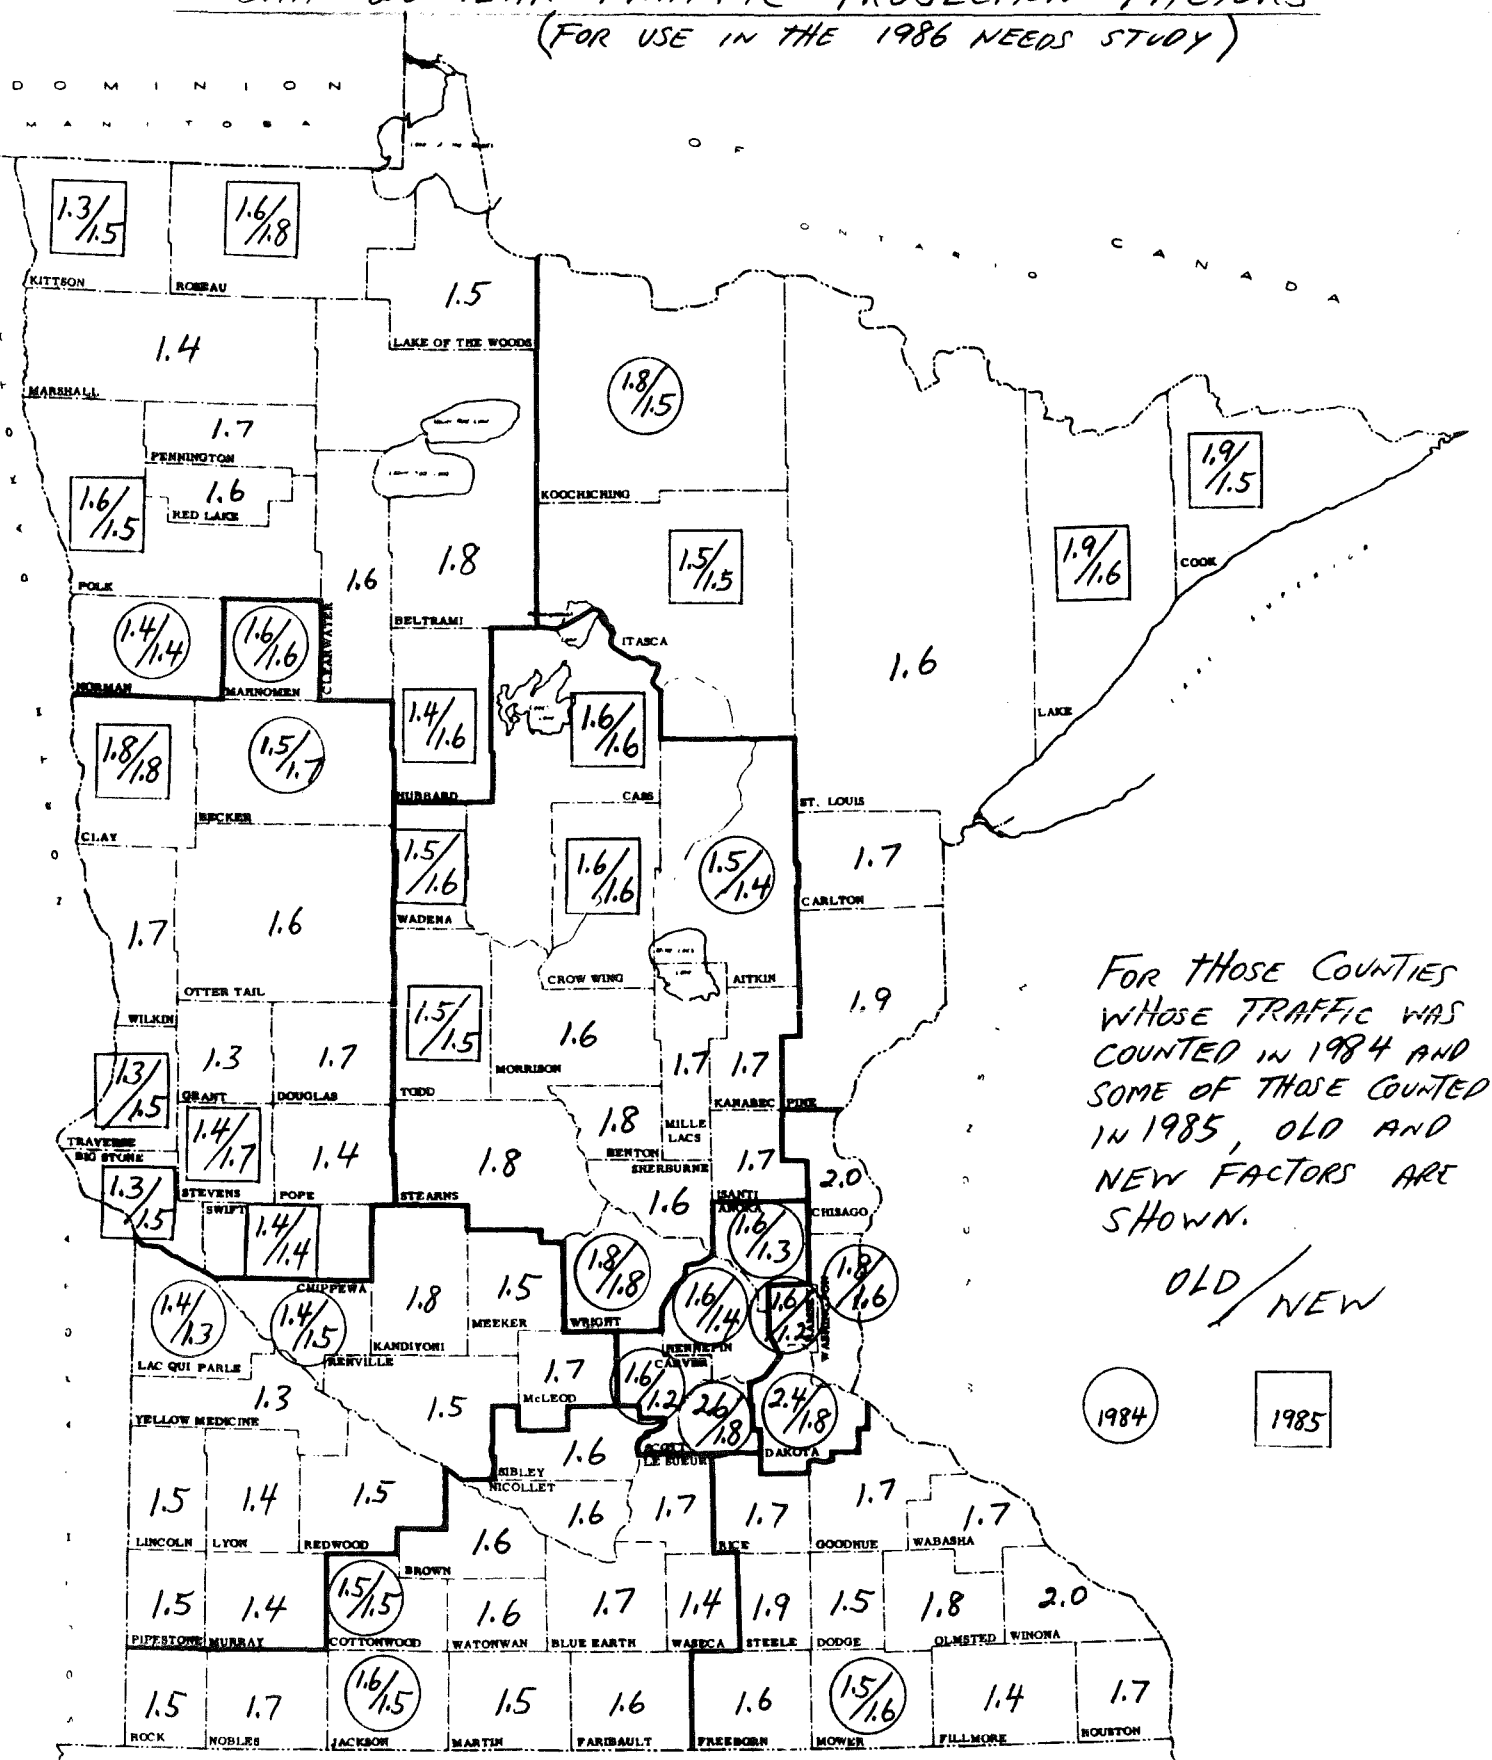 (FOR USE IN THE 1986 NEEDS STUDY)
DOMINION
MANITOBA
OF
ONTARIO
CANADA
1.3/1.5
KITTSON
1.6/1.8
ROSEAU
1.5
LAKE OF THE WOODS
1.4
MARSHALL
1.7
PENNINGTON
1.6
RED LAKE
1.6/1.5
POLK
1.6
CLEARWATER
1.8
BELTRAMI
1.8/1.5
KOOCHICHING
1.5/1.5
ITASCA
1.6
ST. LOUIS
1.9/1.6
LAKE
1.9/1.5
COOK
1.4/1.4
NORMAN
1.6/1.6
MAHNOMEN
1.4/1.6
HUBBARD
1.6/1.6
CASS
1.8/1.8
CLAY
1.5/1.7
BECKER
1.5/1.6
WADENA
1.6/1.6
CROW WING
1.5/1.4
AITKIN
1.7
CARLTON
1.7
WILKIN
1.6
OTTER TAIL
1.5/1.5
TODD
1.6
MORRISON
1.7
MILLE LACS
1.7
KANABEC
1.9
PINE
1.3/1.5
TRAVERSE
1.3
GRANT
1.7
DOUGLAS
BIG STONE
1.3/1.5
1.4/1.7
STEVENS
1.4
POPE
1.8
STEARNS
1.8
BENTON
SHERBURNE
1.6
1.7
ISANTI
2.0
CHISAGO
SWIFT
1.4/1.4
ANOKA
1.6/1.3
1.4/1.3
LAC QUI PARLE
CHIPPEWA
1.4/1.5
1.8
KANDIYOHI
1.5
MEEKER
1.8/1.8
WRIGHT
1.6/1.4
HENNEPIN
1.6/1.2
1.8/1.6
WASHINGTON
RENVILLE
1.5
1.7
McLEOD
CARVER
1.6/1.2
2.6/1.8
SCOTT
2.4/1.8
DAKOTA
1.3
YELLOW MEDICINE
1.6
SIBLEY
NICOLLET
1.6
LE SUEUR
1.7
1.5
LINCOLN
1.4
LYON
1.5
REDWOOD
1.6
BROWN
1.7
RICE
1.7
GOODHUE
1.7
WABASHA
1.5
PIPESTONE
1.4
MURRAY
1.5/1.5
COTTONWOOD
1.6
WATONWAN
1.7
BLUE EARTH
1.4
WASECA
1.9
STEELE
1.5
DODGE
1.8
OLMSTED
2.0
WINONA
1.5
ROCK
1.7
NOBLES
1.6/1.5
JACKSON
1.5
MARTIN
1.6
FARIBAULT
1.6
FREEBORN
1.5/1.6
MOWER
1.4
FILLMORE
1.7
HOUSTON
FOR THOSE COUNTIES
WHOSE TRAFFIC WAS
COUNTED IN 1984 AND
SOME OF THOSE COUNTED
IN 1985, OLD AND
NEW FACTORS ARE
SHOWN.
OLD/NEW
1984
1985